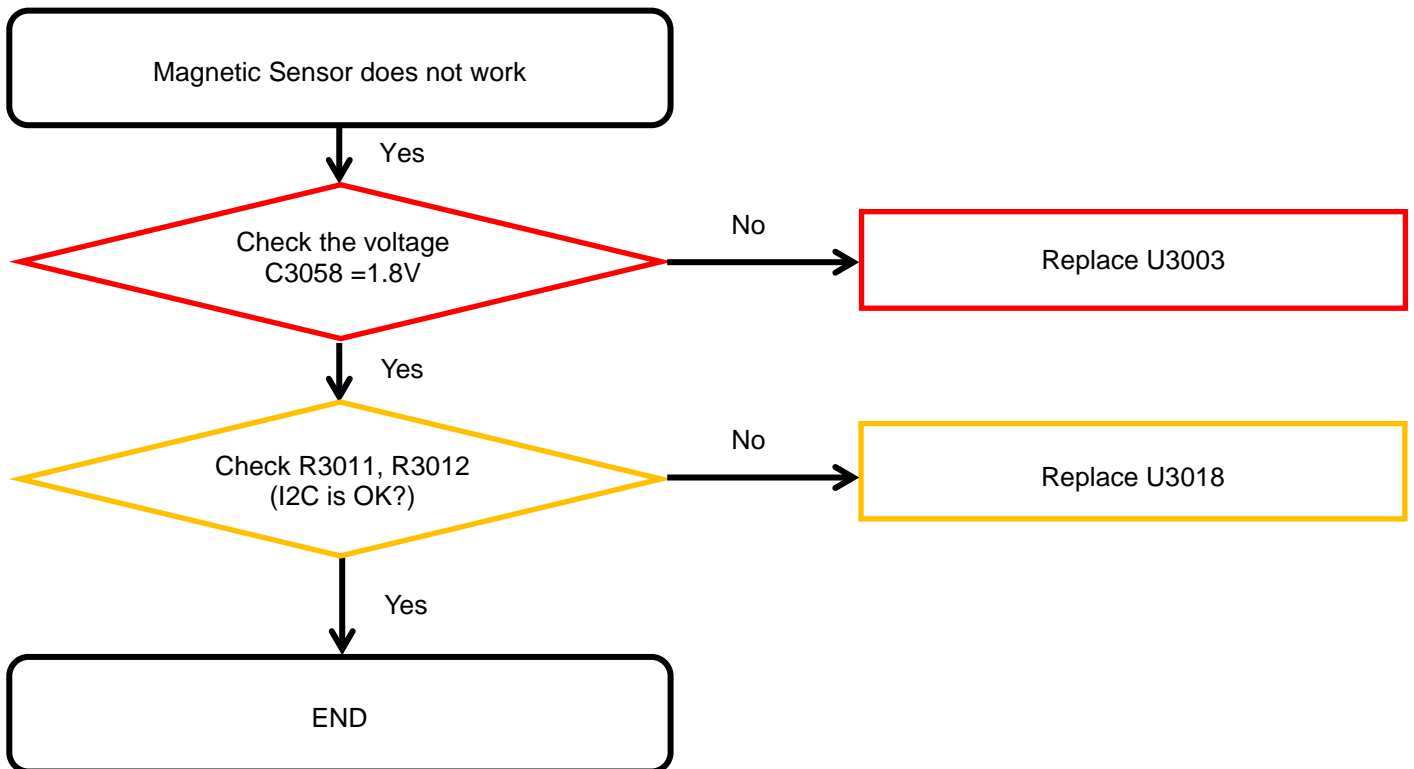 Magnetic Sensor does not work
Yes
Check the voltage
C3058 =1.8V
No
Replace U3003
Yes
Check R3011, R3012
(I2C is OK?)
No
Replace U3018
Yes
END